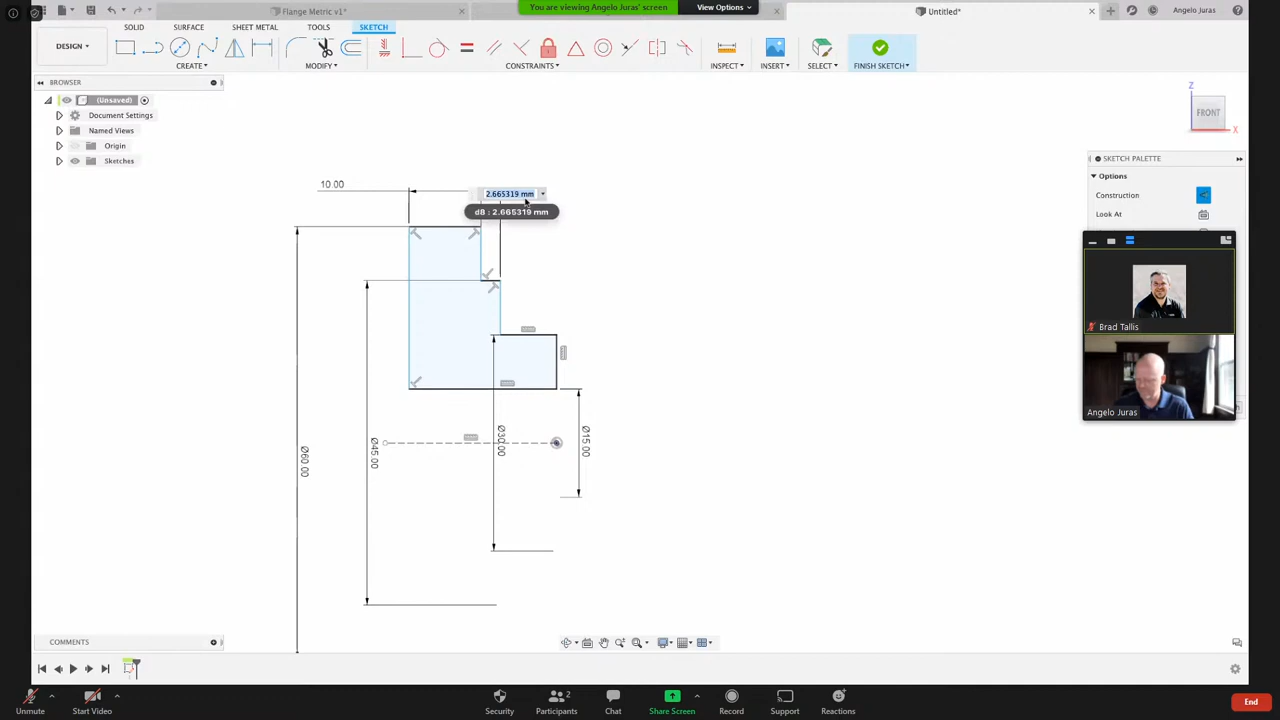 You are viewing Angelo Juras' screen
View Options
Flange Metric v1*
Untitled*
Angelo Juras
SOLID
SURFACE
SHEET METAL
TOOLS
SKETCH
DESIGN
CREATE
MODIFY
CONSTRAINTS
INSPECT
INSERT
SELECT
FINISH SKETCH
BROWSER
(Unsaved)
Document Settings
Named Views
Origin
Sketches
Z
FRONT
X
SKETCH PALETTE
Options
Construction
Look At
10.00
2.665319 mm
d8 : 2.665319 mm
Ø60.00
Ø45.00
Ø30.00
Ø15.00
Brad Tallis
Angelo Juras
COMMENTS
Unmute
Start Video
Security
2
Participants
Chat
Share Screen
Record
Support
Reactions
End